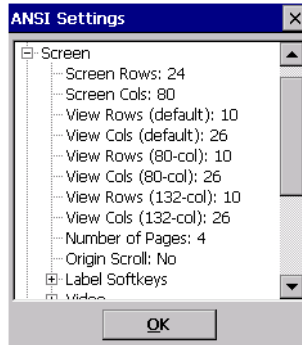 ANSI Settings
Screen
Screen Rows: 24
Screen Cols: 80
View Rows (default): 10
View Cols (default): 26
View Rows (80-col): 10
View Cols (80-col): 26
View Rows (132-col): 10
View Cols (132-col): 26
Number of Pages: 4
Origin Scroll: No
Label Softkeys
Video
OK